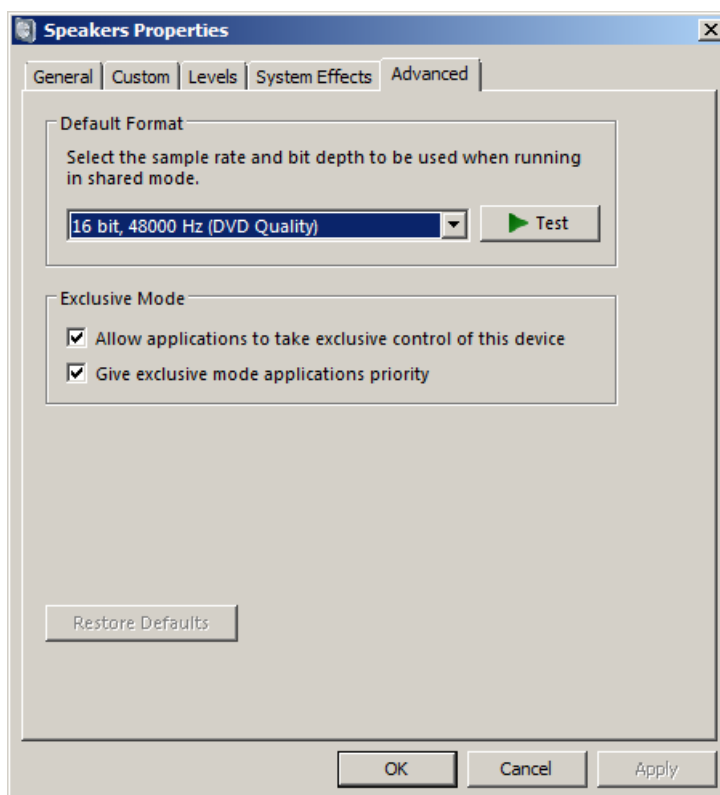 Speakers Properties
General Custom Levels System Effects Advanced
Default Format
Select the sample rate and bit depth to be used when running
in shared mode.
16 bit, 48000 Hz (DVD Quality)
Test
Exclusive Mode
Allow applications to take exclusive control of this device
Give exclusive mode applications priority
Restore Defaults
OK Cancel Apply